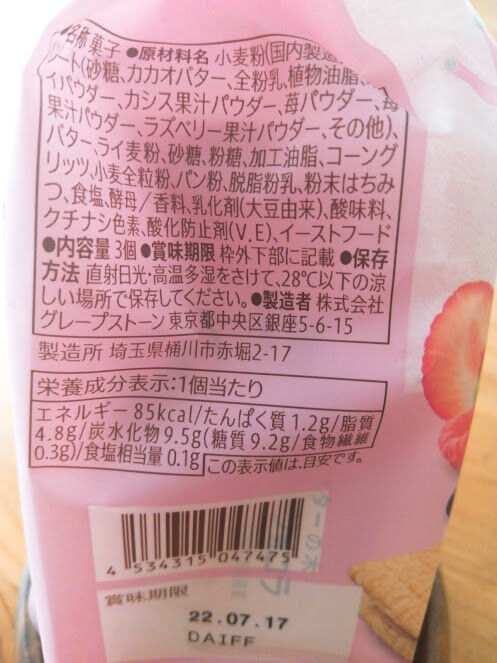 名称 菓子 ●原材料名 小麦粉(国内製造
ート(砂糖、カカオバター、全粉乳、植物油脂、
イパウダー、カシス果汁パウダー、苺パウダー、苺
果汁パウダー、ラズベリー果汁パウダー、その他)、
バター、ライ麦粉、砂糖、粉糖、加工油脂、コーング
リッツ、小麦全粒粉、パン粉、脱脂粉乳、粉末はちみ
つ、食塩、酵母/香料、乳化剤(大豆由来)、酸味料、
クチナシ色素、酸化防止剤(V.E)、イーストフード
●内容量 3個 ●賞味期限 枠外下部に記載 ●保存
方法 直射日光・高温多湿をさけて、28℃以下の涼
しい場所で保存してください。●製造者 株式会社
グレープストーン 東京都中央区銀座5-6-15
製造所 埼玉県桶川市赤堀2-17
栄養成分表示:1個当たり
エネルギー 85kcal/たんぱく質 1.2g/脂質
4.8g/炭水化物 9.5g(糖質 9.2g/食物繊維
0.3g)/食塩相当量 0.1g この表示値は、目安です。
4 534315 047475
賞味期限
22.07.17
DAIFF